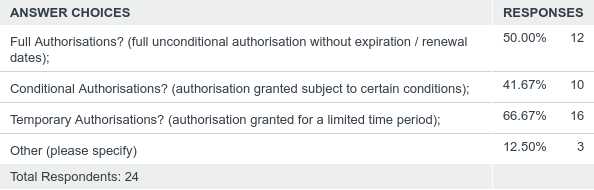 ANSWER CHOICES RESPONSES
Full Authorisations? (full unconditional authorisation without expiration / renewal 50.00% 12
dates);
Conditional Authorisations? (authorisation granted subject to certain conditions); 41.67% 10
Temporary Authorisations? (authorisation granted for a limited time period); 66.67% 16
Other (please specify) 12.50% 3
Total Respondents: 24